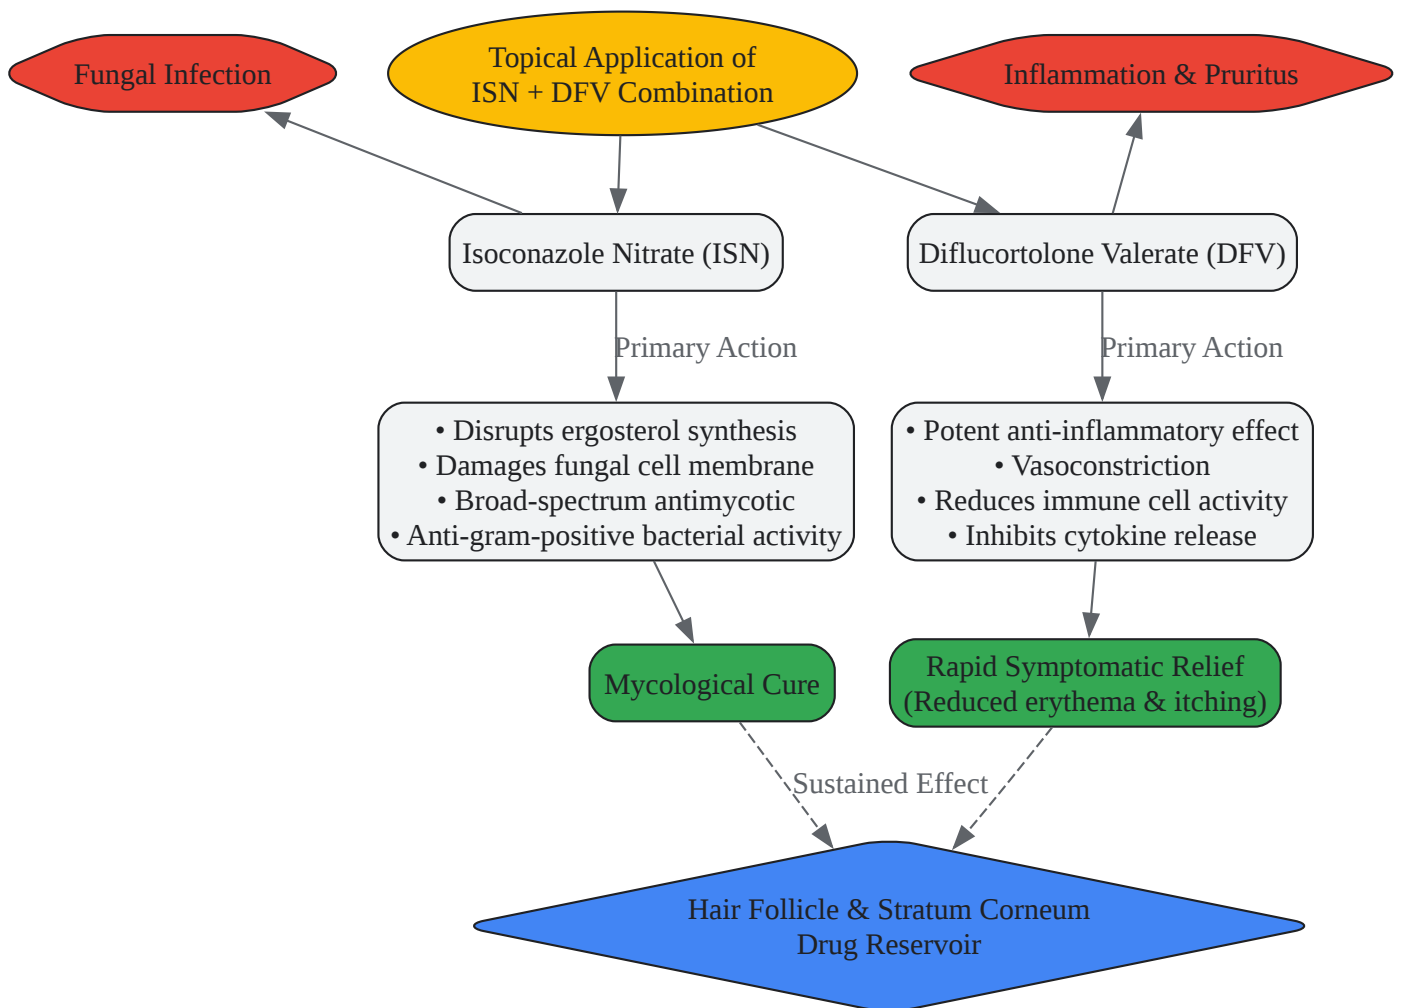 Fungal Infection
Topical Application of
ISN + DFV Combination
Inflammation & Pruritus
Isoconazole Nitrate (ISN)
Diflucortolone Valerate (DFV)
Primary Action
Primary Action
• Disrupts ergosterol synthesis
• Damages fungal cell membrane
• Broad-spectrum antimycotic
• Anti-gram-positive bacterial activity
• Potent anti-inflammatory effect
• Vasoconstriction
• Reduces immune cell activity
• Inhibits cytokine release
Mycological Cure
Rapid Symptomatic Relief
(Reduced erythema & itching)
Sustained Effect
Hair Follicle & Stratum Corneum
Drug Reservoir